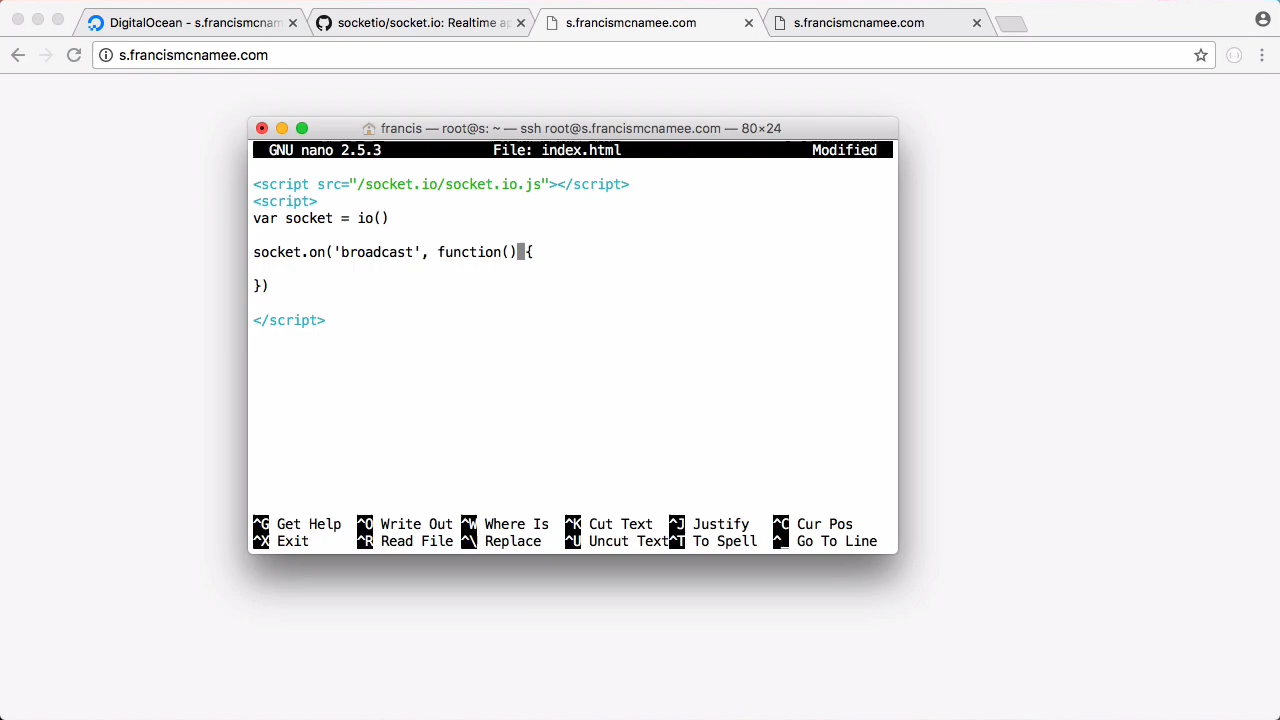 DigitalOcean - s.francismcnam
socketio/socket.io: Realtime ap
s.francismcnamee.com
s.francismcnamee.com
s.francismcnamee.com
francis — root@s: ~ — ssh root@s.francismcnamee.com — 80×24
GNU nano 2.5.3 File: index.html Modified
<script src="/socket.io/socket.io.js"></script>
<script>
var socket = io()
socket.on('broadcast', function() {
})
</script>
^G Get Help ^O Write Out ^W Where Is ^K Cut Text ^J Justify ^C Cur Pos
^X Exit ^R Read File ^\ Replace ^U Uncut Text ^T To Spell ^_ Go To Line